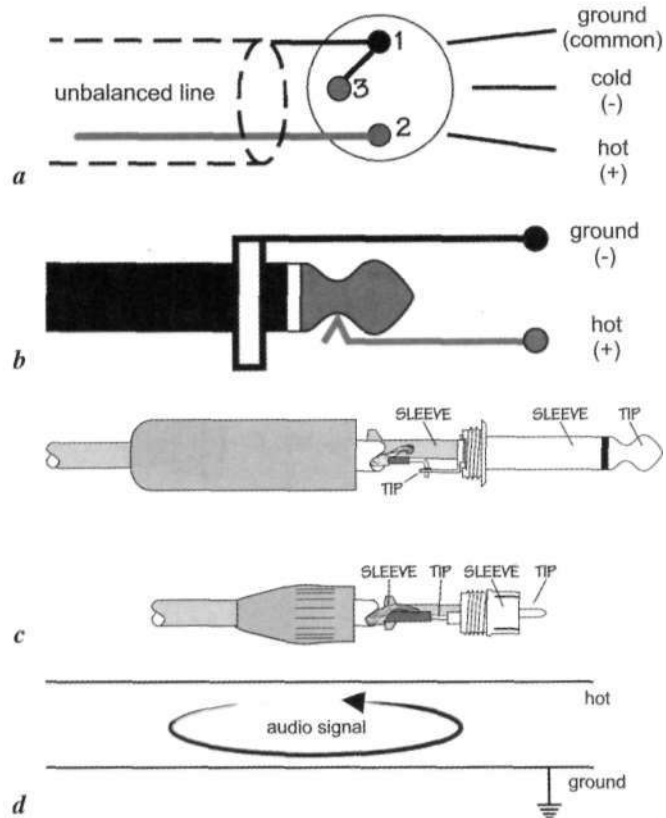 ground
(common)
1
unbalanced line
3
cold
(-)
2
hot
(+)
a
ground
(-)
hot
(+)
b
SLEEVE SLEEVE TIP
TIP
SLEEVE TIP SLEEVE TIP
c
hot
audio signal
ground
d